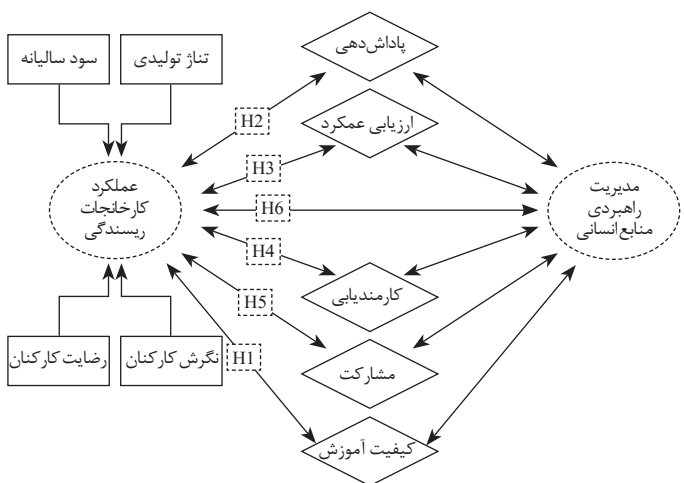 پاداش‌دهی
تناژ تولیدی
سود سالیانه
ارزیابی عمکرد
H2
H3
عملکرد
کارخانجات
ریسندگی
H6
مدیریت
راهبردی
منابع انسانی
H4
کارمندیابی
H5
نگرش کارکنان
رضایت کارکنان
H1
مشارکت
کیفیت آموزش